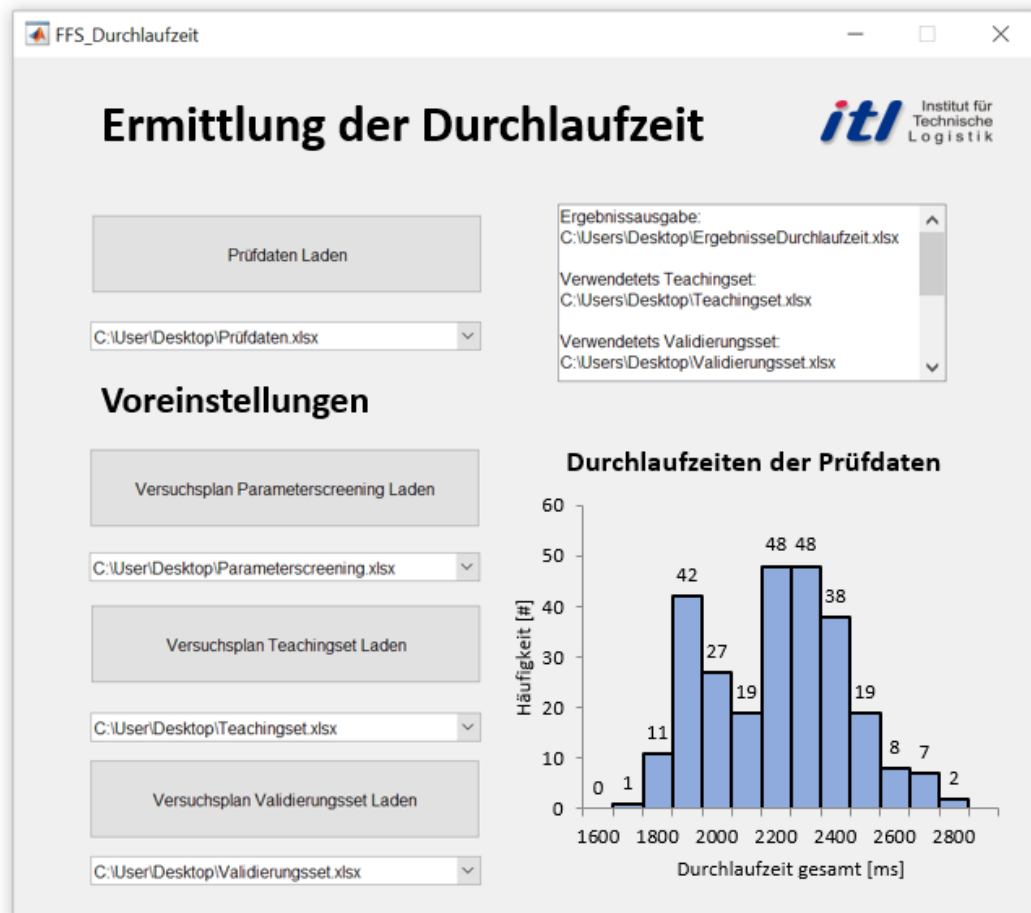 FFS_Durchlaufzeit
Ermittlung der Durchlaufzeit
itl
Institut für
Technische
Logistik
Prüfdaten Laden
C:\User\Desktop\Prüfdaten.xlsx
Ergebnissausgabe:
C:\Users\Desktop\ErgebnisseDurchlaufzeit.xlsx
Verwendetets Teachingset:
C:\Users\Desktop\Teachingset.xlsx
Verwendetets Validierungsset:
C:\Users\Desktop\Validierungsset.xlsx
Voreinstellungen
Versuchsplan Parameterscreening Laden
C:\User\Desktop\Parameterscreening.xlsx
Versuchsplan Teachingset Laden
C:\User\Desktop\Teachingset.xlsx
Versuchsplan Validierungsset Laden
C:\User\Desktop\Validierungsset.xlsx
Durchlaufzeiten der Prüfdaten
Häufigkeit [#]
60
50
40
30
20
10
0
0 1 11 42 27 19 48 48 38 19 8 7 2
1600 1800 2000 2200 2400 2600 2800
Durchlaufzeit gesamt [ms]